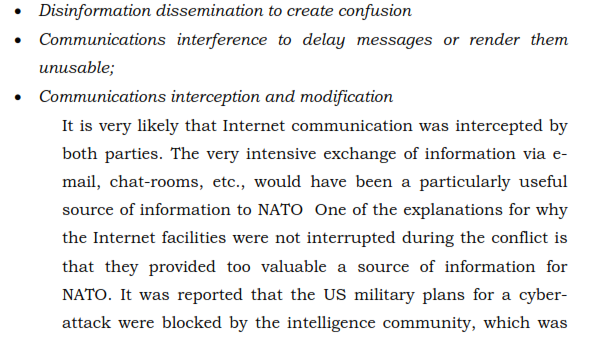 • Disinformation dissemination to create confusion
• Communications interference to delay messages or render them
unusable;
• Communications interception and modification
It is very likely that Internet communication was intercepted by
both parties. The very intensive exchange of information via e-
mail, chat-rooms, etc., would have been a particularly useful
source of information to NATO  One of the explanations for why
the Internet facilities were not interrupted during the conflict is
that they provided too valuable a source of information for
NATO. It was reported that the US military plans for a cyber-
attack were blocked by the intelligence community, which was